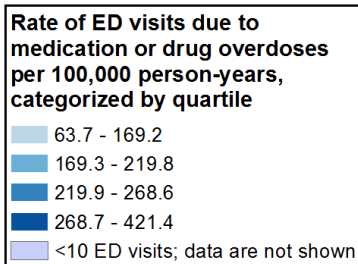 Rate of ED visits due to
medication or drug overdoses
per 100,000 person-years,
categorized by quartile
63.7 - 169.2
169.3 - 219.8
219.9 - 268.6
268.7 - 421.4
<10 ED visits; data are not shown